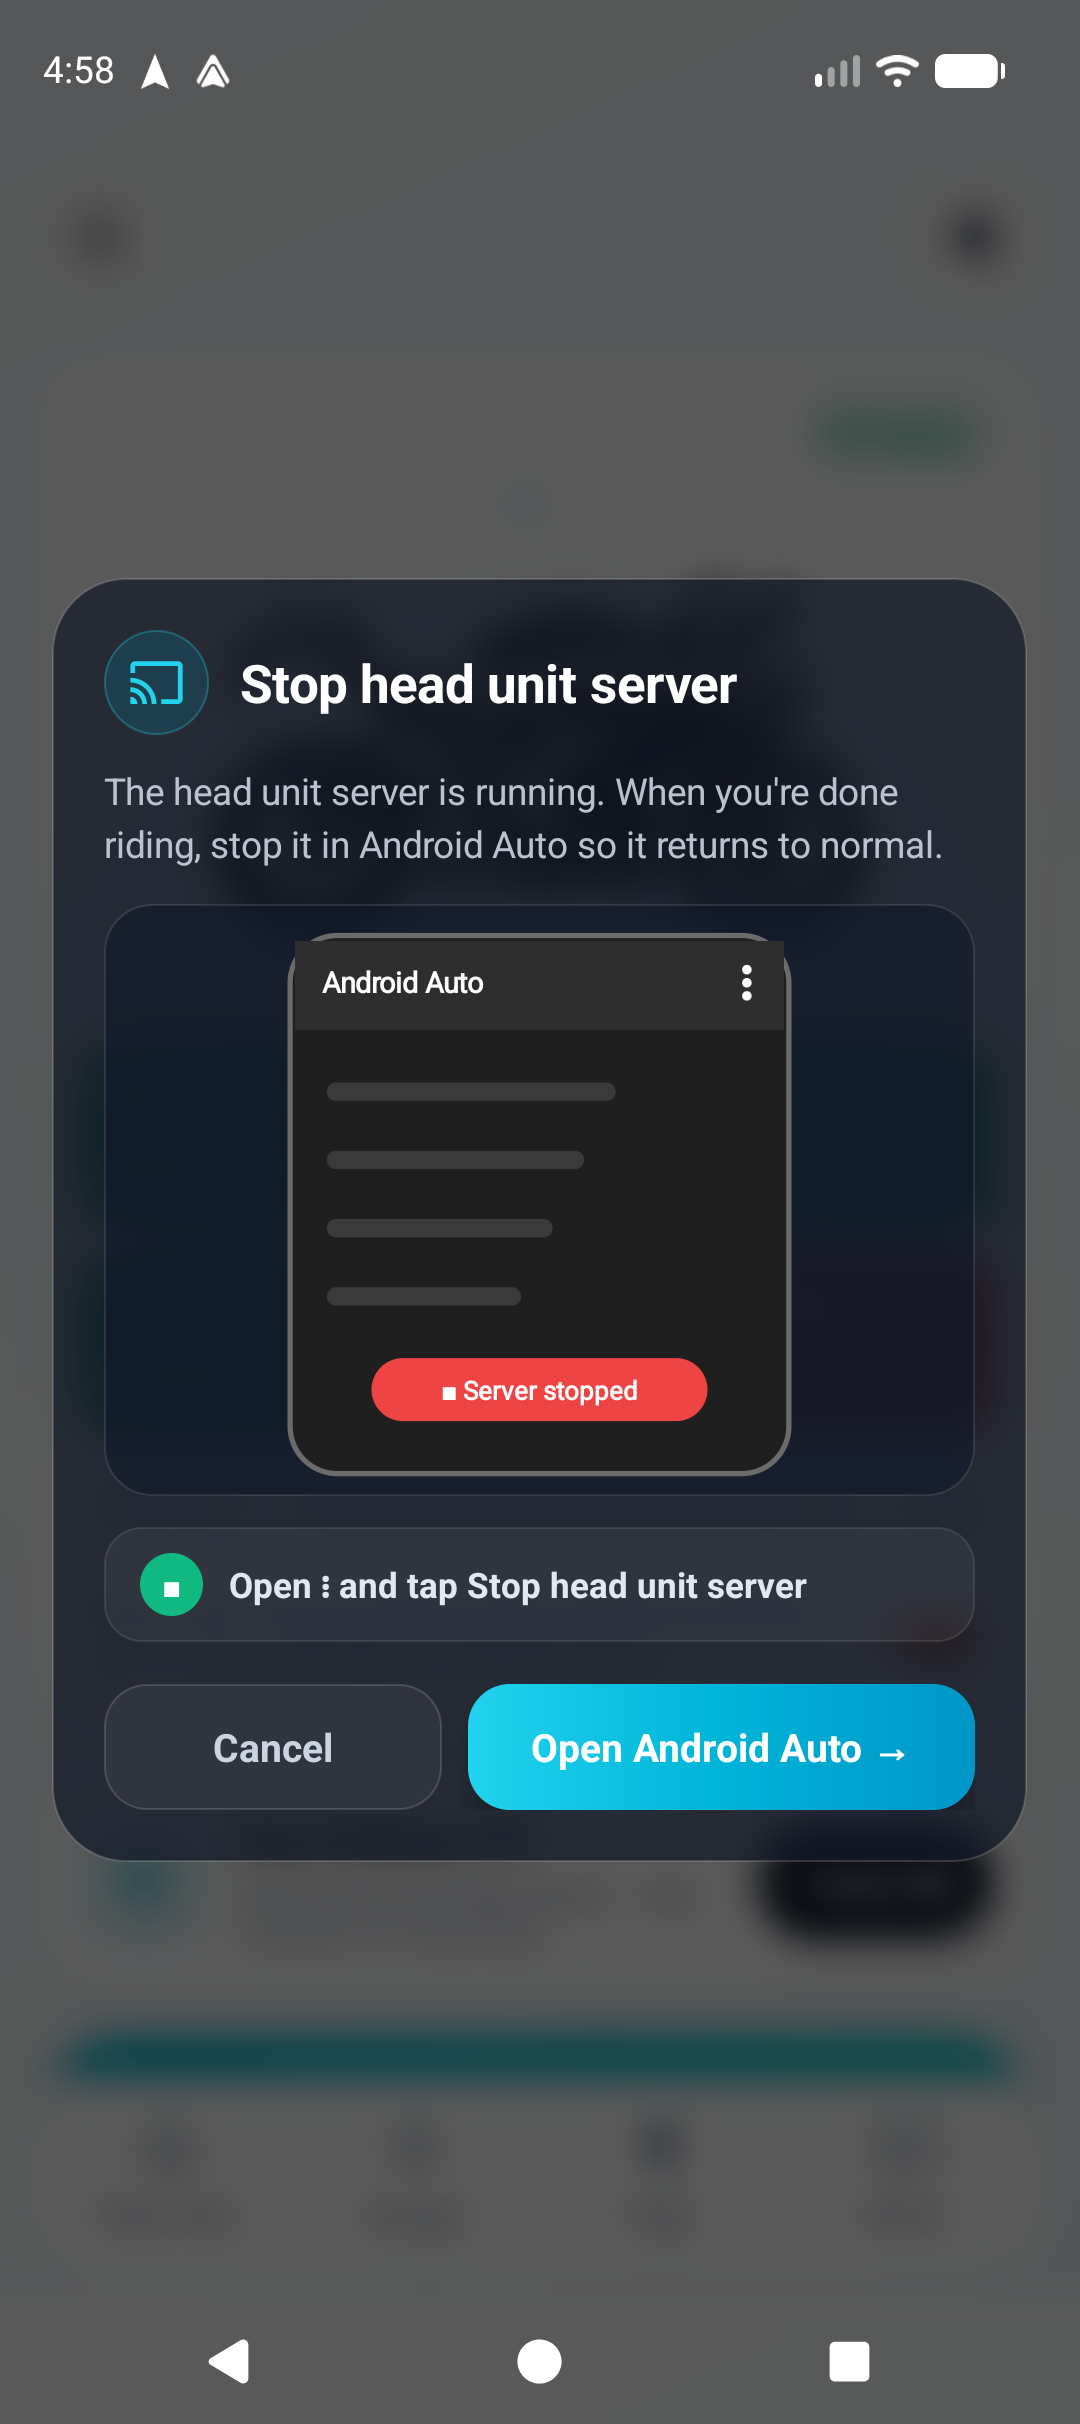 4:58
Stop head unit server
The head unit server is running. When you're done
riding, stop it in Android Auto so it returns to normal.
Android Auto
■ Server stopped
Open ⋮ and tap Stop head unit server
Cancel
Open Android Auto →